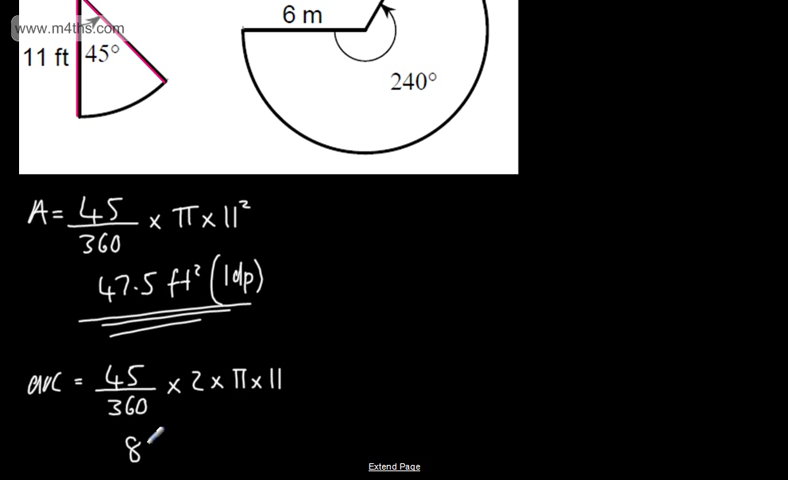 www.m4ths.com
6 m
11 ft 45°
240°
A = 45/360 × π × 11²
47.5 ft² (1dp)
arc = 45/360 × 2 × π × 11
8
Extend Page